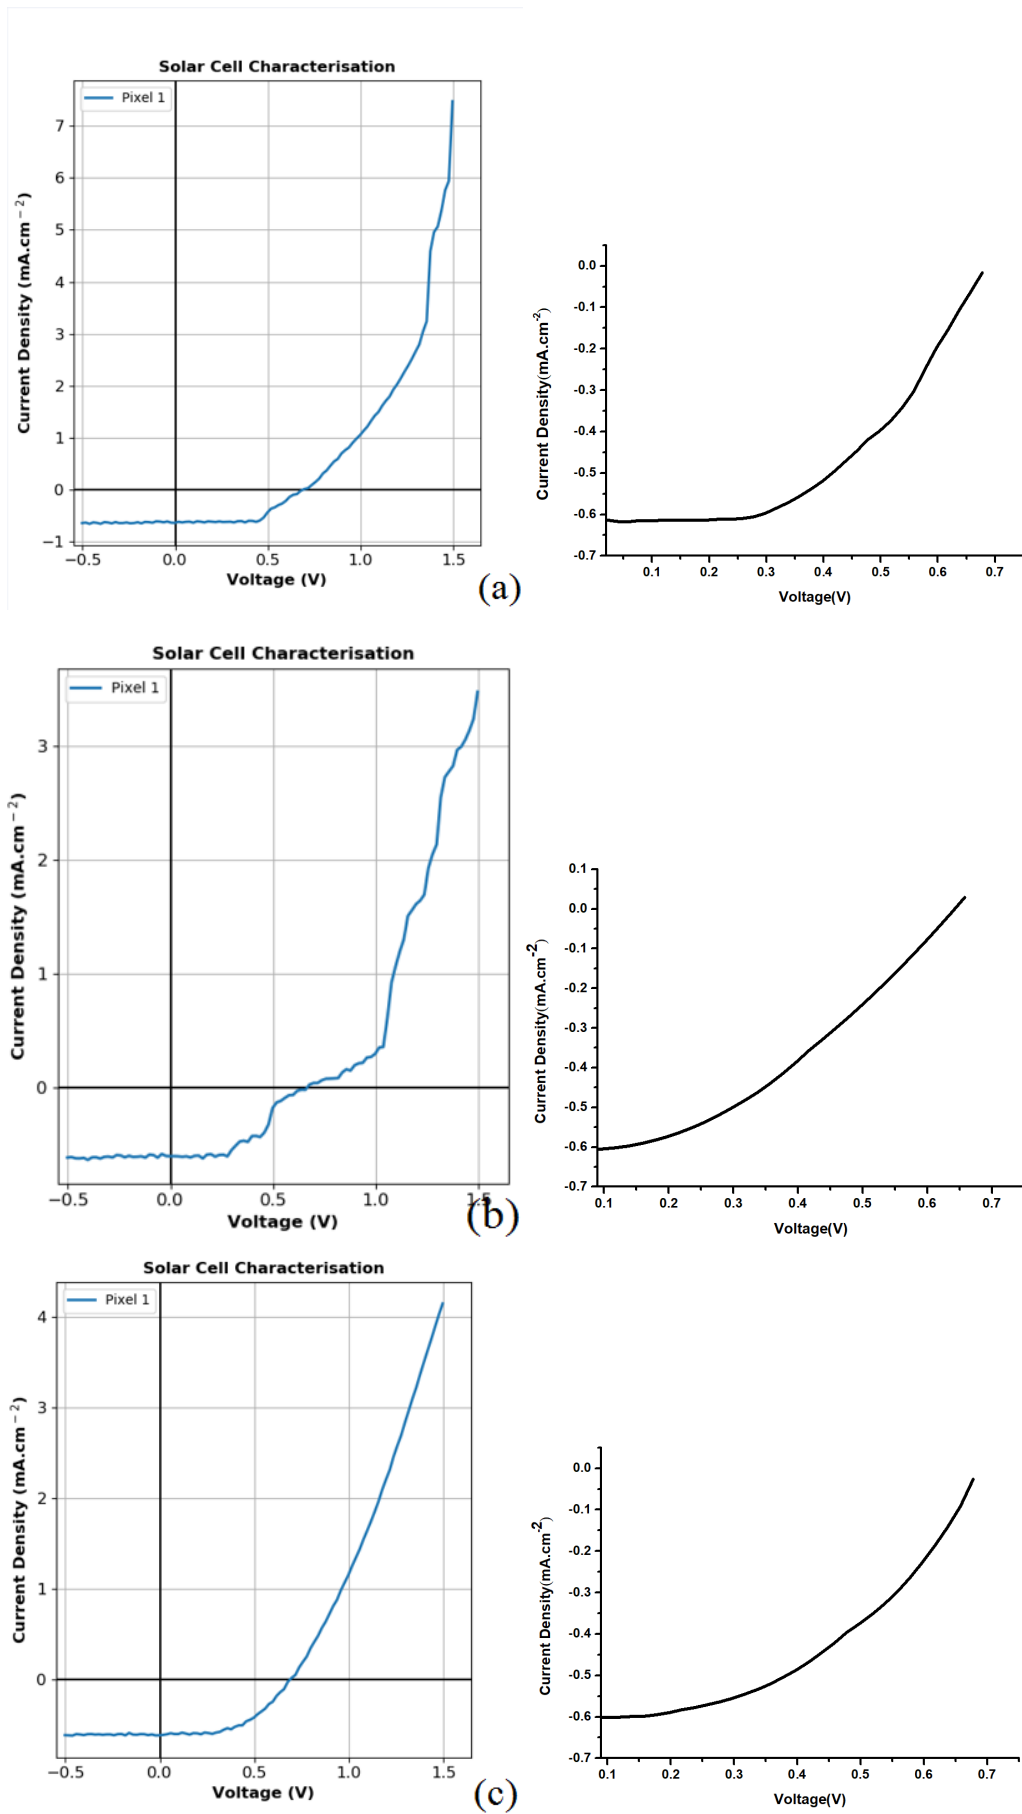 Solar Cell Characterisation
Pixel 1
Current Density (mA.cm⁻²)
7
6
5
4
3
2
1
0
−1
−0.5 0.0 0.5 1.0 1.5
Voltage (V)
(a)
Current Density(mA.cm⁻²)
0.0
-0.1
-0.2
-0.3
-0.4
-0.5
-0.6
-0.7
0.1 0.2 0.3 0.4 0.5 0.6 0.7
Voltage(V)
Solar Cell Characterisation
Pixel 1
Current Density (mA.cm⁻²)
3
2
1
0
−0.5 0.0 0.5 1.0 1.5
Voltage (V)
(b)
Current Density(mA.cm-2)
0.1
0.0
-0.1
-0.2
-0.3
-0.4
-0.5
-0.6
-0.7
0.1 0.2 0.3 0.4 0.5 0.6 0.7
Voltage(V)
Solar Cell Characterisation
Pixel 1
Current Density (mA.cm⁻²)
4
3
2
1
0
−0.5 0.0 0.5 1.0 1.5
Voltage (V)
(c)
Current Density(mA.cm-2)
0.0
-0.1
-0.2
-0.3
-0.4
-0.5
-0.6
-0.7
0.1 0.2 0.3 0.4 0.5 0.6 0.7
Voltage(V)